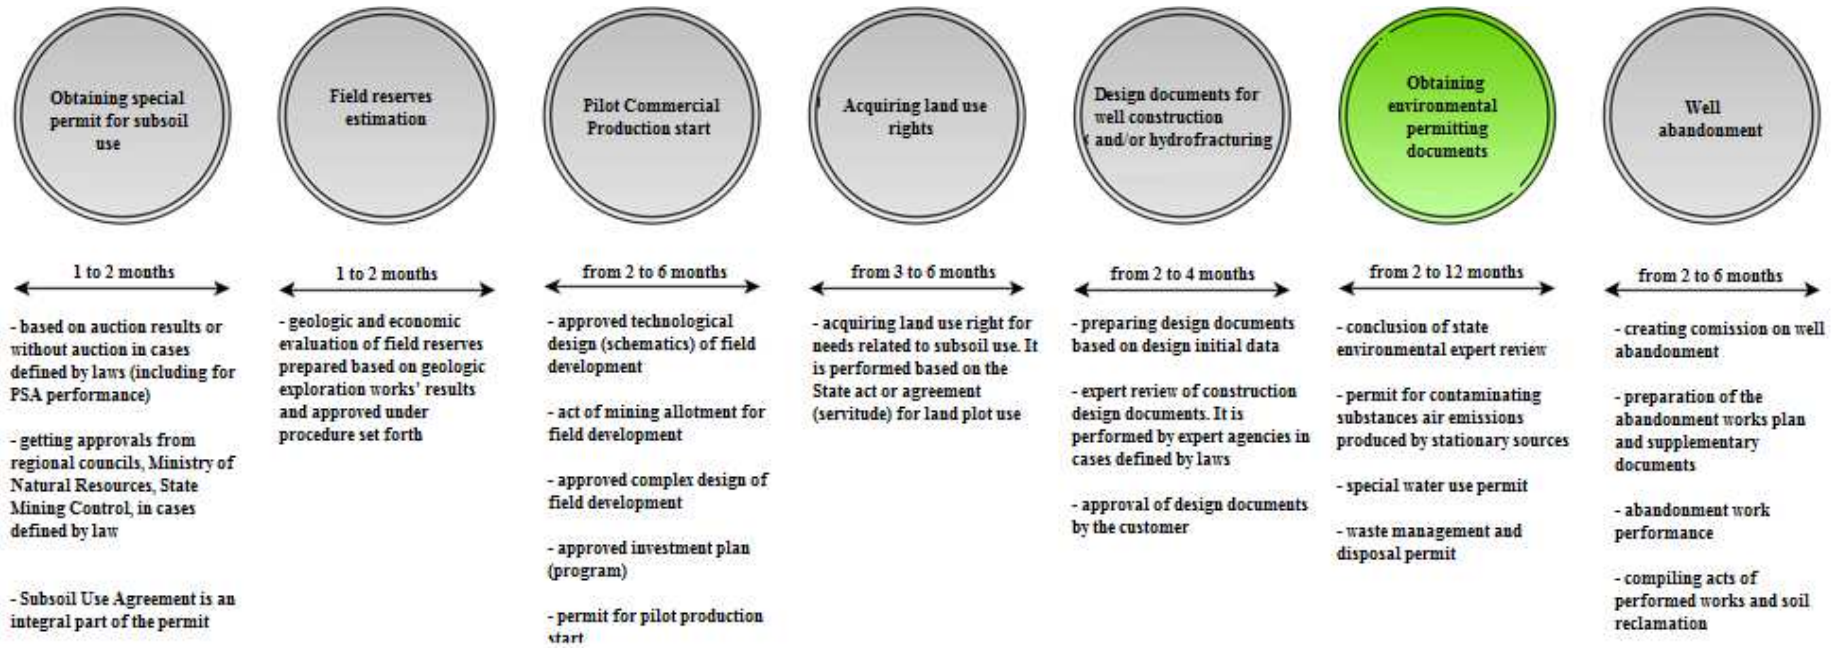 Obtaining special
permit for subsoil
use
1 to 2 months
- based on auction results or
without auction in cases
defined by laws (including for
PSA performance)
- getting approvals from
regional councils, Ministry of
Natural Resources, State
Mining Control, in cases
defined by law
- Subsoil Use Agreement is an
integral part of the permit
Field reserves
estimation
1 to 2 months
- geologic and economic
evaluation of field reserves
prepared based on geologic
exploration works' results
and approved under
procedure set forth
Pilot Commercial
Production start
from 2 to 6 months
- approved technological
design (schematics) of field
development
- act of mining allotment for
field development
- approved complex design of
field development
- approved investment plan
(program)
- permit for pilot production
start
Acquiring land use
rights
from 3 to 6 months
- acquiring land use right for
needs related to subsoil use. It
is performed based on the
State act or agreement
(servitude) for land plot use
Design documents for
well construction
and/or hydrofracturing
from 2 to 4 months
- preparing design documents
based on design initial data
- expert review of construction
design documents. It is
performed by expert agencies in
cases defined by laws
- approval of design documents
by the customer
Obtaining
environmental
permitting
documents
from 2 to 12 months
- conclusion of state
environmental expert review
- permit for contaminating
substances air emissions
produced by stationary sources
- special water use permit
- waste management and
disposal permit
Well
abandonment
from 2 to 6 months
- creating comission on well
abandonment
- preparation of the
abandonment works plan
and supplementary
documents
- abandonment work
performance
- compiling acts of
performed works and soil
reclamation